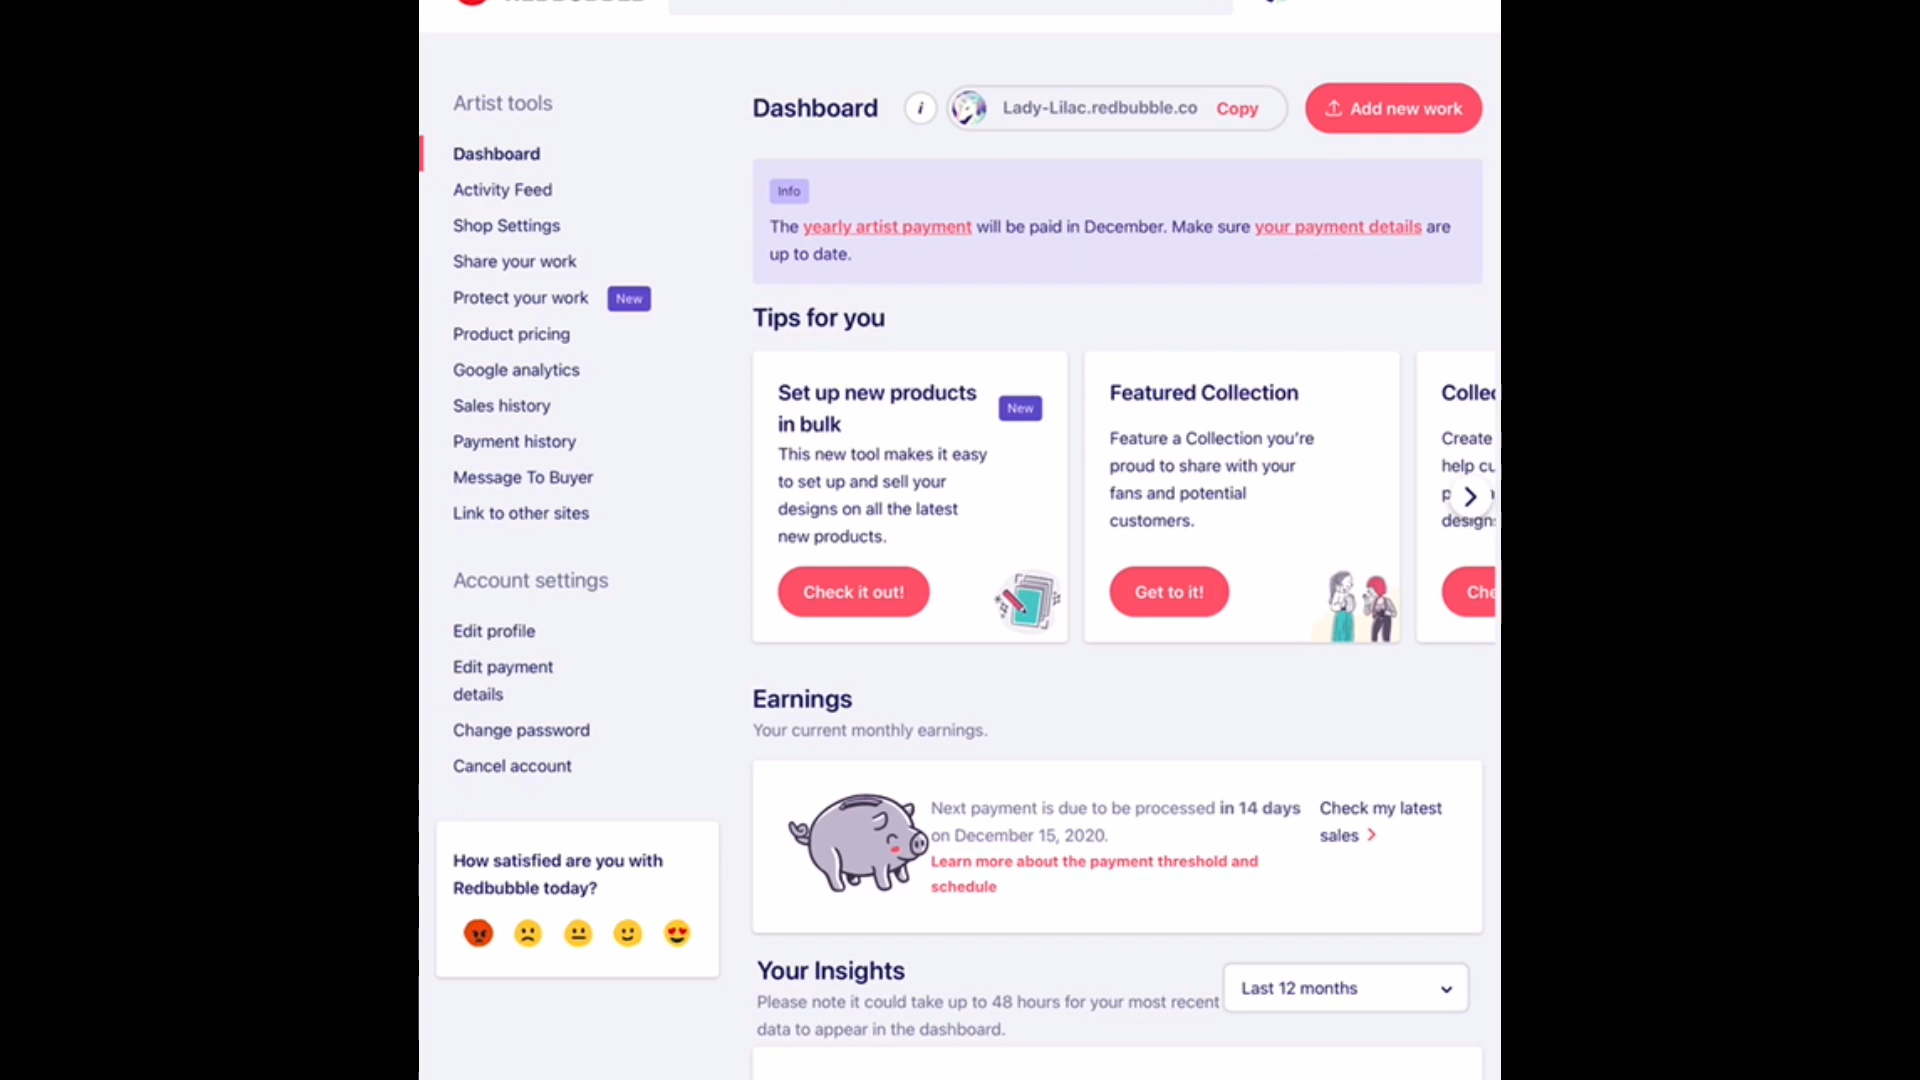 Artist tools
Dashboard
Activity Feed
Shop Settings
Share your work
Protect your work New
Product pricing
Google analytics
Sales history
Payment history
Message To Buyer
Link to other sites
Account settings
Edit profile
Edit payment
details
Change password
Cancel account
How satisfied are you with
Redbubble today?
Dashboard i Lady-Lilac.redbubble.co Copy Add new work
Info
The yearly artist payment will be paid in December. Make sure your payment details are
up to date.
Tips for you
Set up new products
in bulk
New
This new tool makes it easy
to set up and sell your
designs on all the latest
new products.
Check it out!
Featured Collection
Feature a Collection you're
proud to share with your
fans and potential
customers.
Get to it!
Create
Earnings
Your current monthly earnings.
Next payment is due to be processed in 14 days
on December 15, 2020.
Learn more about the payment threshold and
schedule
Check my latest
sales
Your Insights
Please note it could take up to 48 hours for your most recent
data to appear in the dashboard.
Last 12 months